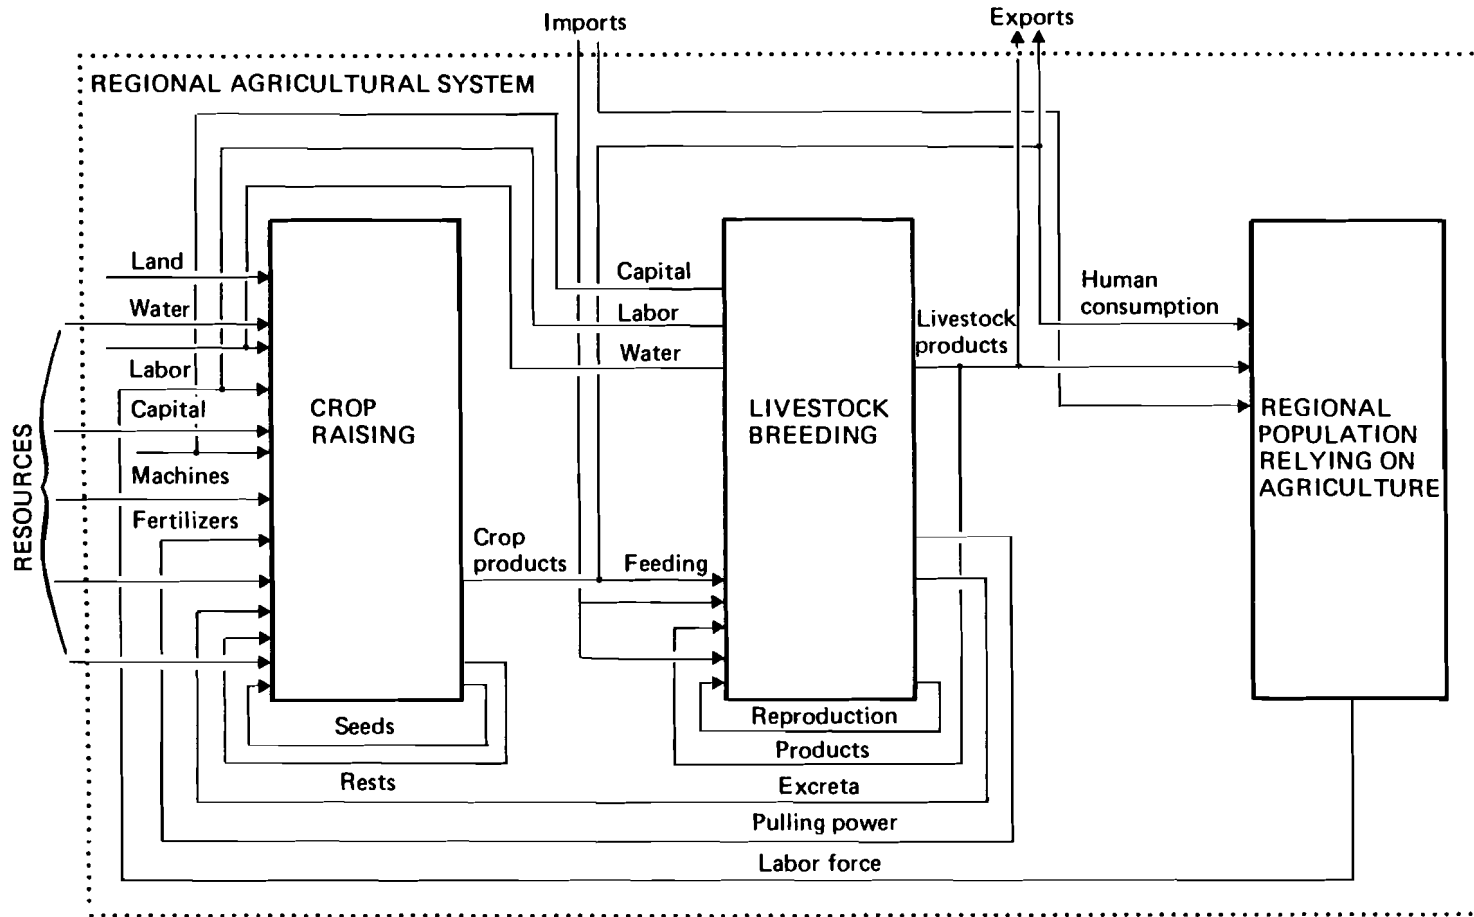 Imports
Exports
REGIONAL AGRICULTURAL SYSTEM
RESOURCES
Land
Water
Labor
Capital
Machines
Fertilizers
CROP
RAISING
Crop
products
Seeds
Rests
Capital
Labor
Water
Feeding
LIVESTOCK
BREEDING
Livestock
products
Reproduction
Products
Excreta
Pulling power
Labor force
Human
consumption
REGIONAL
POPULATION
RELYING ON
AGRICULTURE